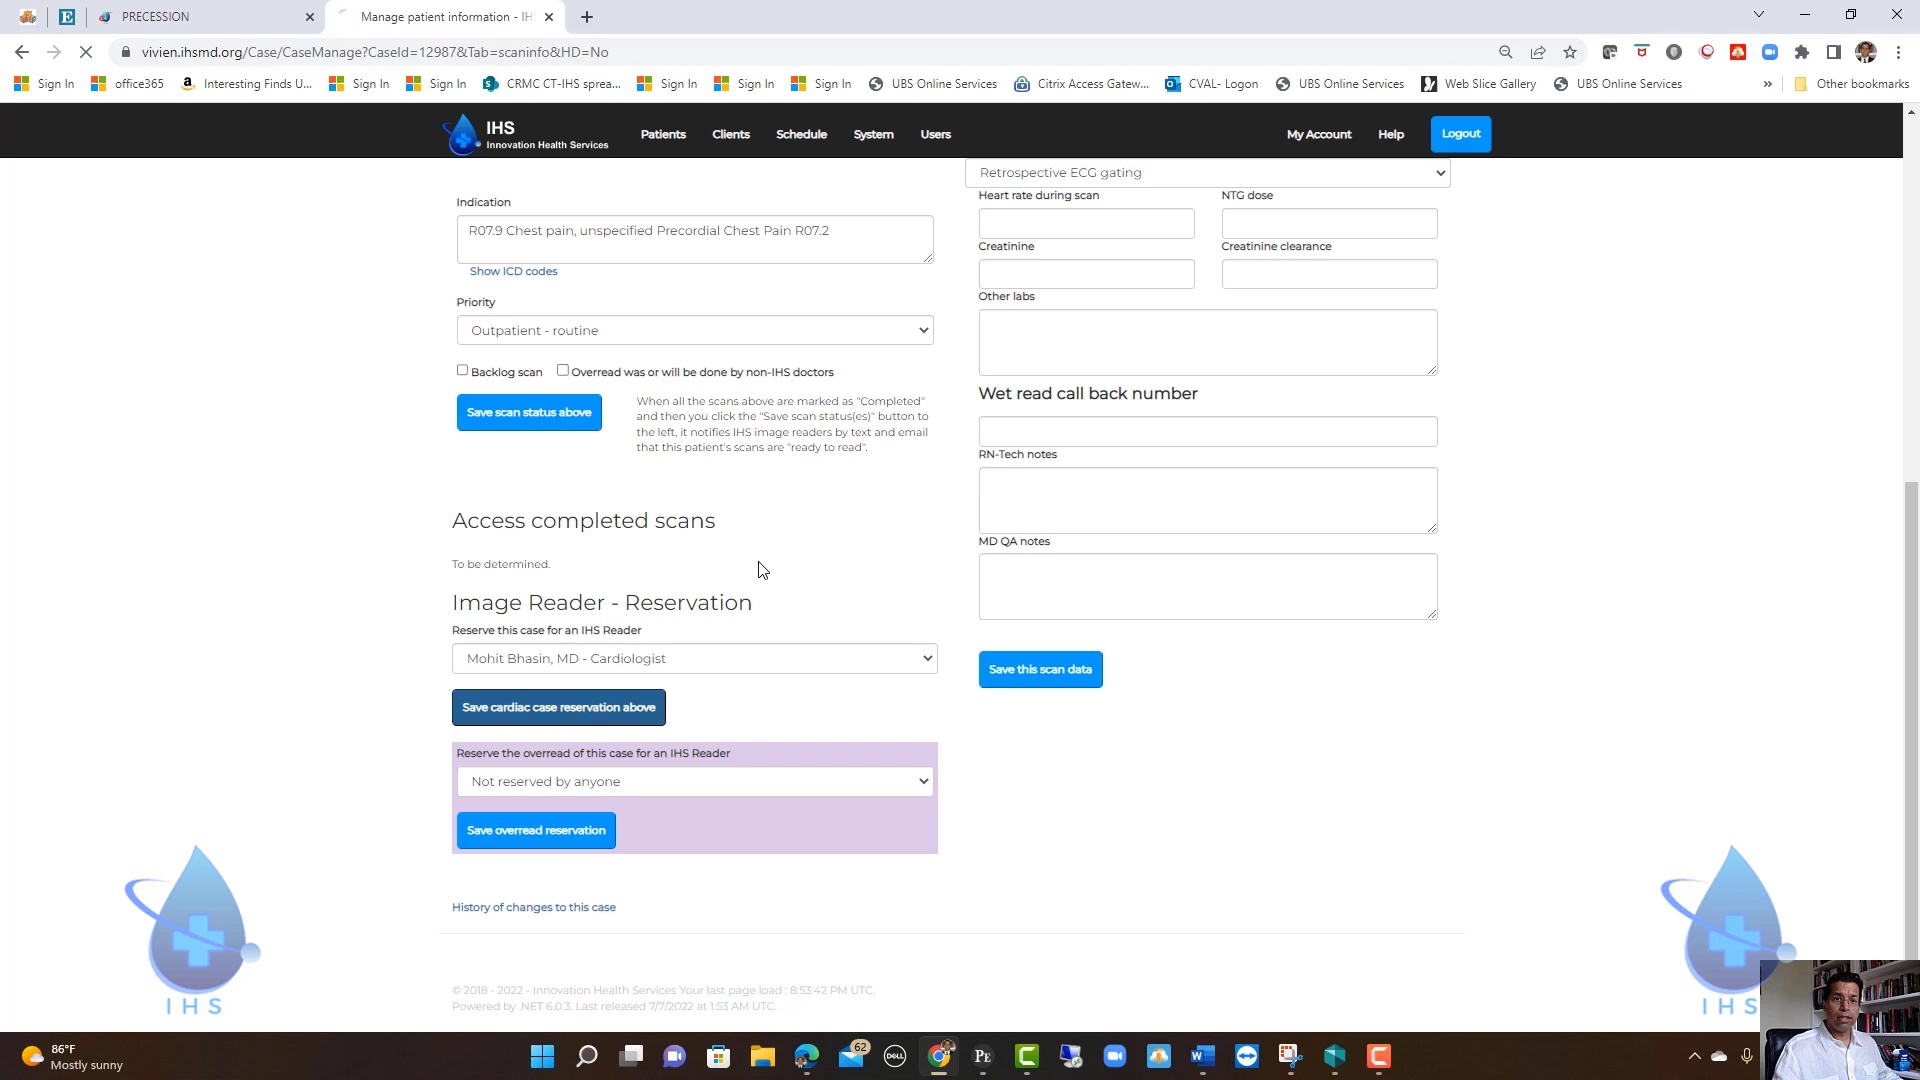 PRECESSION
Manage patient information - IH
vivien.ihsmd.org/Case/CaseManage?CaseId=12987&Tab=scaninfo&HD=No
Sign In
office365
Interesting Finds U...
Sign In
Sign In
CRMC CT-IHS sprea...
Sign In
Sign In
Sign In
UBS Online Services
Citrix Access Gatew...
CVAL- Logon
UBS Online Services
Web Slice Gallery
UBS Online Services
»
Other bookmarks
IHS
Innovation Health Services
Patients
Clients
Schedule
System
Users
My Account
Help
Logout
Retrospective ECG gating
Indication
R07.9 Chest pain, unspecified Precordial Chest Pain R07.2
Show ICD codes
Priority
Outpatient - routine
Backlog scan
Overread was or will be done by non-IHS doctors
Save scan status above
When all the scans above are marked as "Completed"
and then you click the "Save scan status(es)" button to
the left, it notifies IHS image readers by text and email
that this patient's scans are "ready to read".
Access completed scans
To be determined.
Image Reader - Reservation
Reserve this case for an IHS Reader
Mohit Bhasin, MD - Cardiologist
Save cardiac case reservation above
Reserve the overread of this case for an IHS Reader
Not reserved by anyone
Save overread reservation
History of changes to this case
Heart rate during scan
NTG dose
Creatinine
Creatinine clearance
Other labs
Wet read call back number
RN-Tech notes
MD QA notes
Save this scan data
© 2018 - 2022 - Innovation Health Services Your last page load : 8:53:42 PM UTC.
Powered by .NET 6.0.3. Last released 7/7/2022 at 1:53 AM UTC.
IHS
IHS
86°F
Mostly sunny
62
DELL
PE